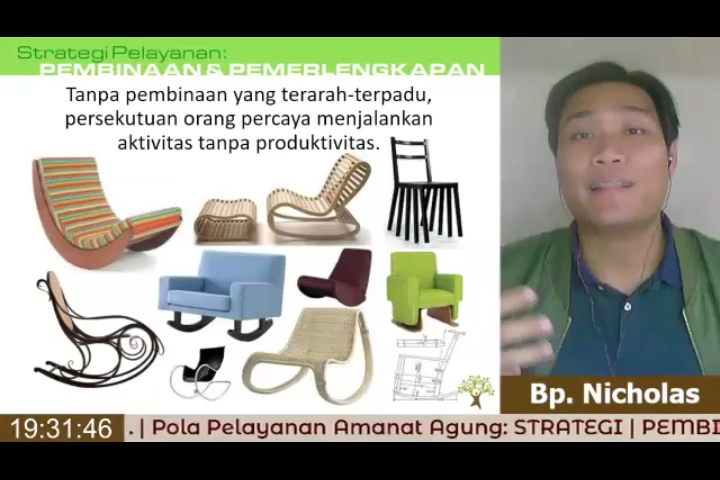 Strategi Pelayanan:
PEMBINAAN & PEMERLENGKAPAN
Tanpa pembinaan yang terarah-terpadu,
persekutuan orang percaya menjalankan
aktivitas tanpa produktivitas.
Bp. Nicholas
19:31:46
. | Pola Pelayanan Amanat Agung: STRATEGI | PEMBI